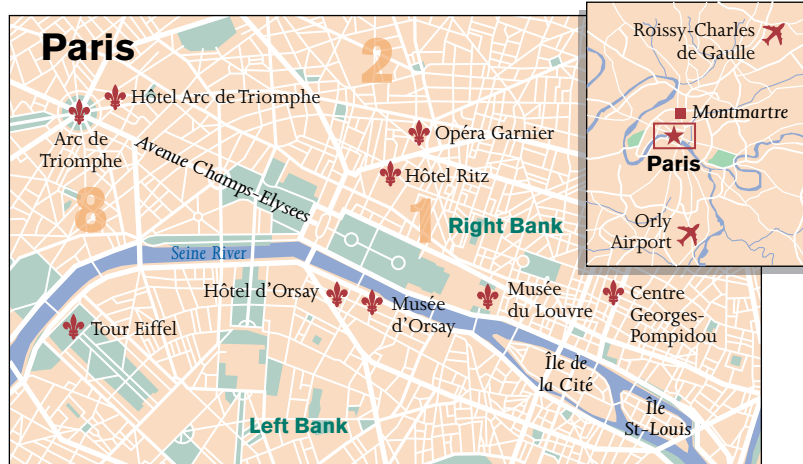 Paris
2
Hôtel Arc de Triomphe
Arc de
Triomphe
Avenue Champs-Elysees
Opéra Garnier
Hôtel Ritz
8
1
Right Bank
Seine River
Hôtel d'Orsay
Musée
d'Orsay
Musée
du Louvre
Centre
Georges-
Pompidou
Tour Eiffel
Île de
la Cité
Île
St-Louis
Left Bank
Roissy-Charles
de Gaulle
Montmartre
Paris
Orly
Airport